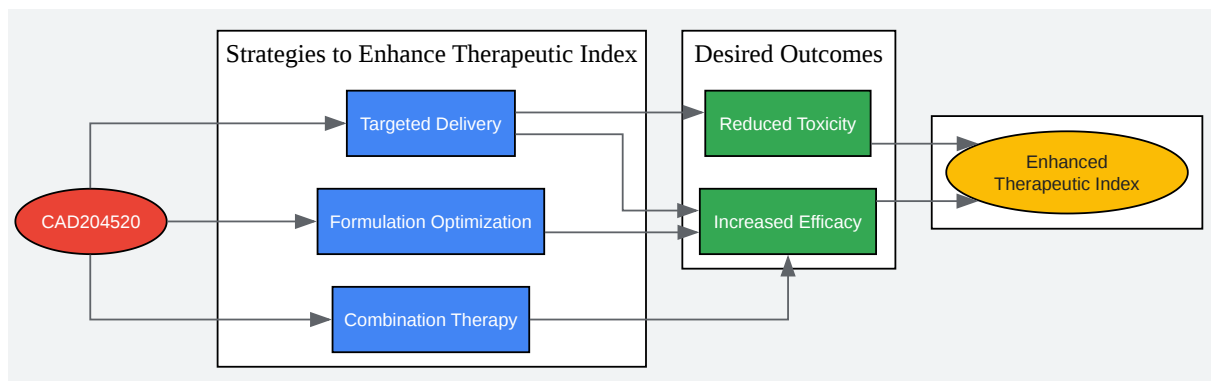 Strategies to Enhance Therapeutic Index
Desired Outcomes
Targeted Delivery
Reduced Toxicity
Enhanced
Therapeutic Index
CAD204520
Formulation Optimization
Increased Efficacy
Combination Therapy